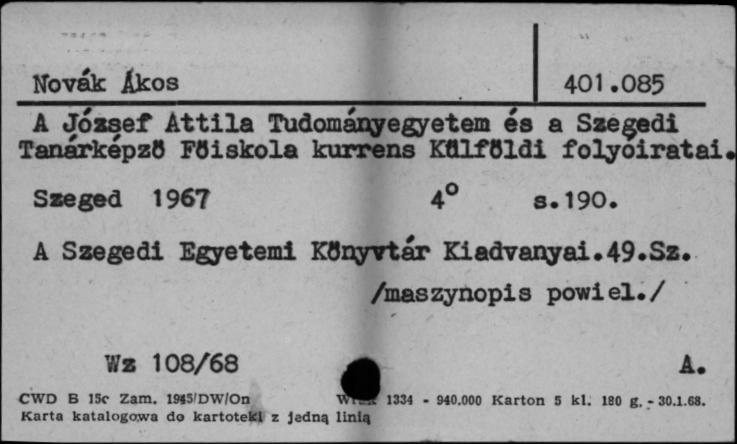 Novák Ákos 401.085
A József Attila Tudományegyetem és a Szegedi
Tanárképző Főiskola kurrens Külföldi folyóiratai.
Szeged 1967 4° s.190.
A Szegedi Egyetemi Könyvtár Kiadványai.49.Sz.
/maszynopis powiel./
Wz 108/68 A.
CWD B 15c Zam. 1945/DW/On 1334 - 940.000 Karton 5 kl. 180 g. - 30.1.68.
Karta katalogowa do kartoteki z jedną linią